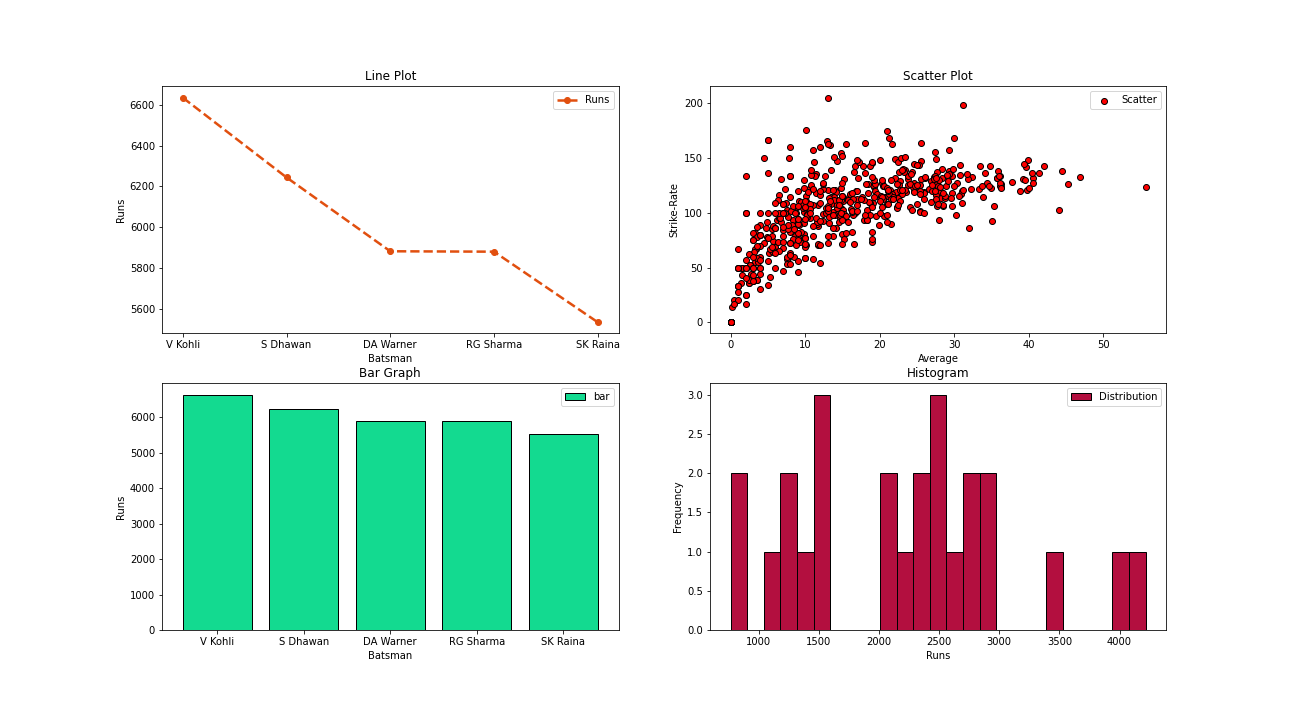 Line Plot
Runs
6600
6400
6200
6000
5800
5600
Runs
V Kohli S Dhawan DA Warner RG Sharma SK Raina
Batsman
Scatter Plot
Scatter
200
150
100
50
0
Strike-Rate
0 10 20 30 40 50
Average
Bar Graph
bar
6000
5000
4000
3000
2000
1000
0
Runs
V Kohli S Dhawan DA Warner RG Sharma SK Raina
Batsman
Histogram
Distribution
3.0
2.5
2.0
1.5
1.0
0.5
0.0
Frequency
1000 1500 2000 2500 3000 3500 4000
Runs